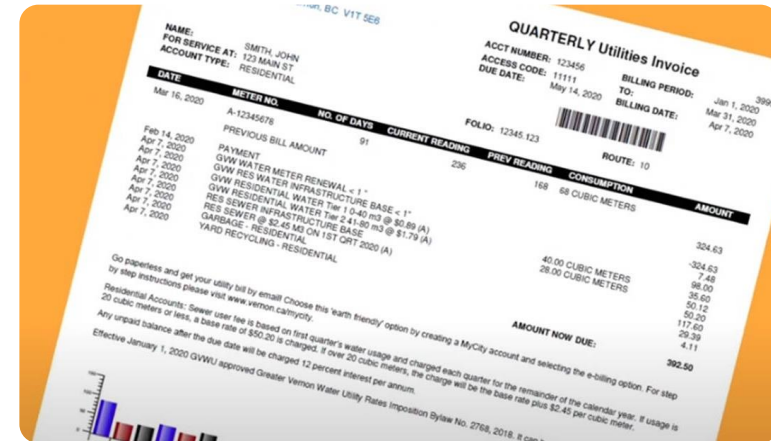 on, BC V1T 5E6
QUARTERLY Utilities Invoice
NAME: SMITH, JOHN
FOR SERVICE AT: 123 MAIN ST
ACCOUNT TYPE: RESIDENTIAL
ACCT NUMBER: 123456
ACCESS CODE: 11111
DUE DATE: May 14, 2020
399
BILLING PERIOD: Jan 1, 2020
TO: Mar 31, 2020
BILLING DATE: Apr 7, 2020
FOLIO: 12345.123
ROUTE: 10
DATE METER NO. NO. OF DAYS CURRENT READING PREV READING CONSUMPTION AMOUNT
Mar 16, 2020 A-12345678 91 236 168 68 CUBIC METERS
PREVIOUS BILL AMOUNT 324.63
Feb 14, 2020 PAYMENT -324.63
Apr 7, 2020 GVW WATER METER RENEWAL < 1" 7.48
Apr 7, 2020 GVW RES WATER INFRASTRUCTURE BASE < 1" 98.00
Apr 7, 2020 GVW RESIDENTIAL WATER Tier 1 0-40 m3 @ $0.89 (A) 40.00 CUBIC METERS 35.60
Apr 7, 2020 GVW RESIDENTIAL WATER Tier 2 41-80 m3 @ $1.79 (A) 28.00 CUBIC METERS 50.12
Apr 7, 2020 RES SEWER INFRASTRUCTURE BASE 50.20
Apr 7, 2020 RES SEWER @ $2.45 M3 ON 1ST QRT 2020 (A) 117.60
Apr 7, 2020 GARBAGE - RESIDENTIAL 29.39
Apr 7, 2020 YARD RECYCLING - RESIDENTIAL 4.11
AMOUNT NOW DUE: 392.50
Go paperless and get your utility bill by email! Choose this 'earth friendly' option by creating a MyCity account and selecting the e-billing option. For step
by step instructions please visit www.vernon.ca/mycity.
Residential Accounts: Sewer user fee is based on first quarter's water usage and charged each quarter for the remainder of the calendar year. If usage is
20 cubic meters or less, a base rate of $50.20 is charged. If over 20 cubic meters, the charge will be the base rate plus $2.45 per cubic meter.
Any unpaid balance after the due date will be charged 12 percent interest per annum.
Effective January 1, 2020 GVWU approved Greater Vernon Water Utility Rates Imposition Bylaw No. 2768, 2018. It can
150
100
50
0